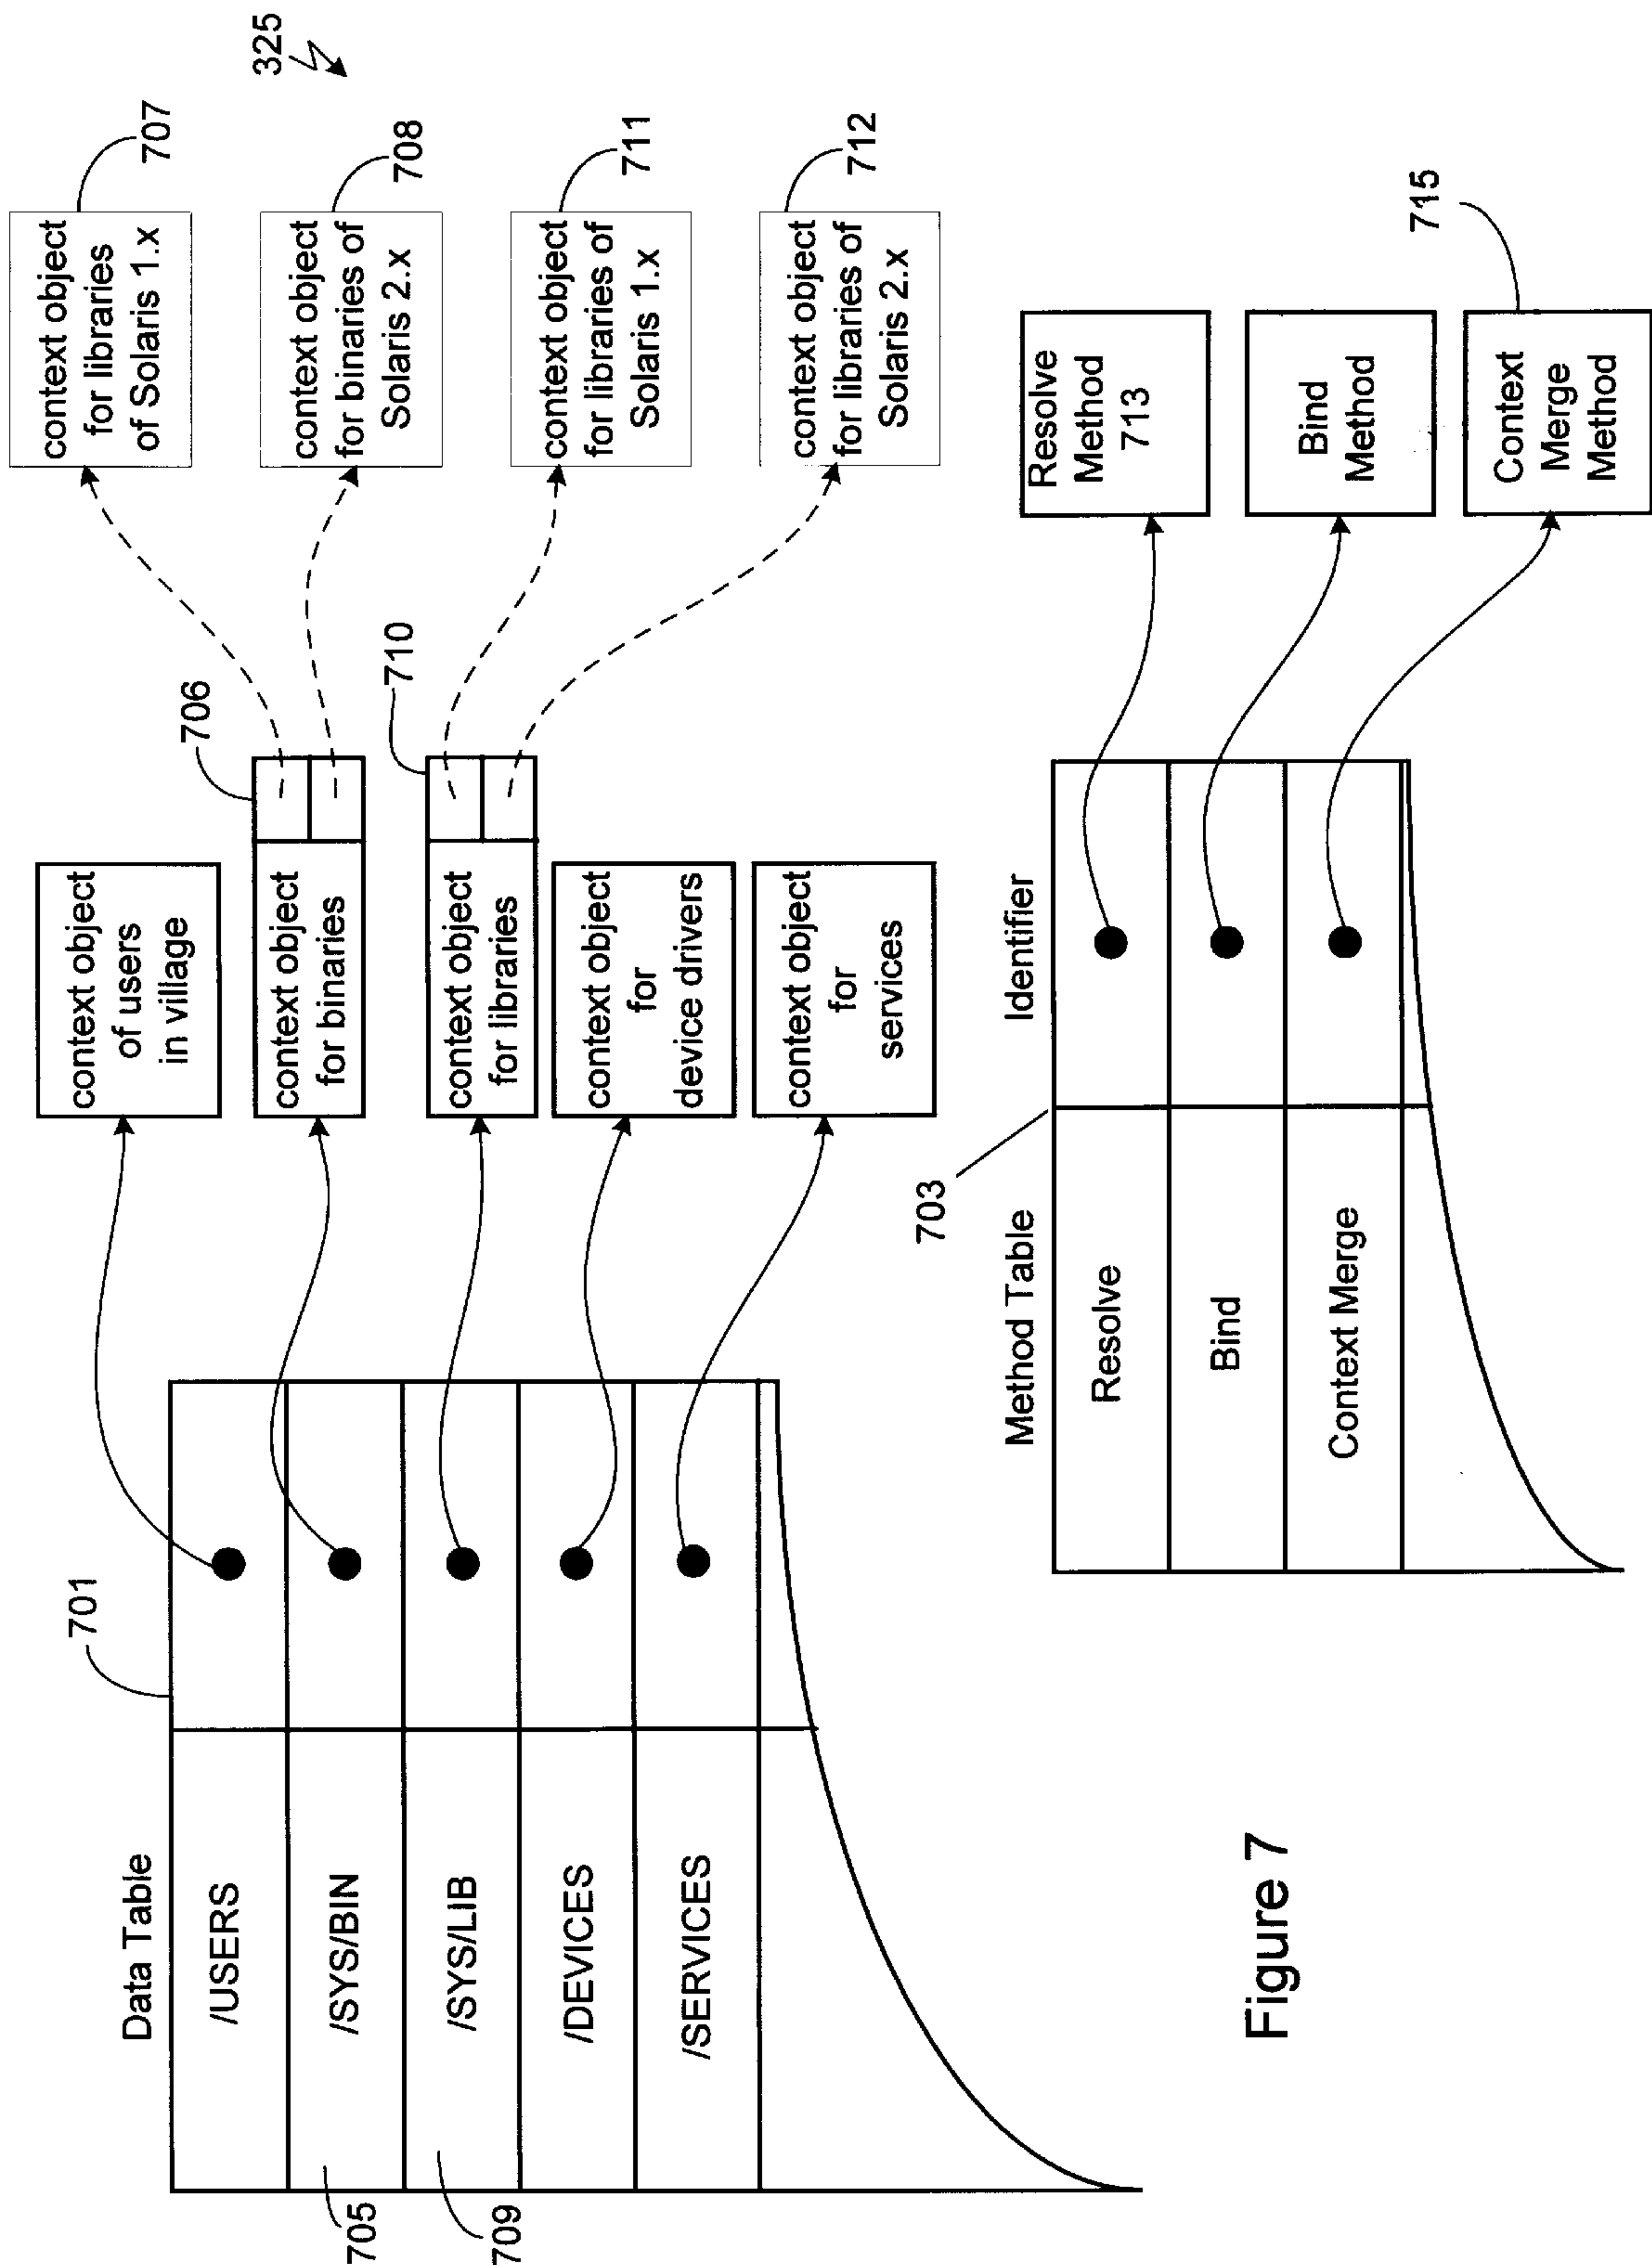 325
Data Table
701
/USERS
/SYS/BIN
705
/SYS/LIB
709
/DEVICES
/SERVICES
context object
of users
in village
706
context object
for binaries
710
context object
for libraries
context object
for
device drivers
context object
for
services
context object
for libraries
of Solaris 1.x
707
context object
for binaries of
Solaris 2.x
708
context object
for libraries of
Solaris 1.x
711
context object
for libraries of
Solaris 2.x
712
703
Method Table
Identifier
Resolve
Bind
Context Merge
Resolve
Method
713
Bind
Method
Context
Merge
Method
715
Figure 7